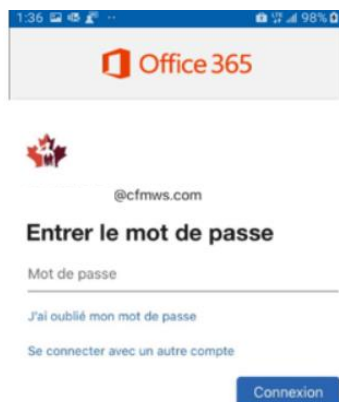 1:36 98%
Office 365
@cfmws.com
Entrer le mot de passe
Mot de passe
J'ai oublié mon mot de passe
Se connecter avec un autre compte
Connexion